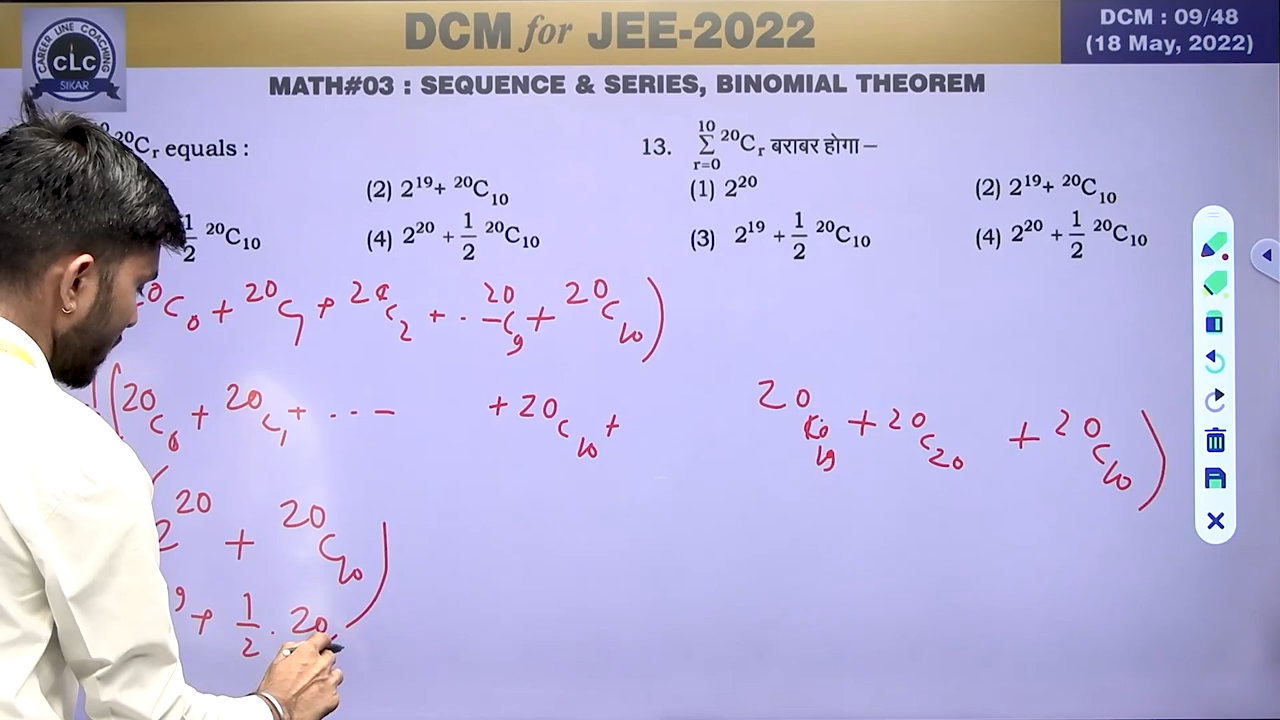 DCM for JEE-2022
DCM : 09/48
(18 May, 2022)
CAREER LINE COACHING
CLC
SIKAR
MATH#03 : SEQUENCE & SERIES, BINOMIAL THEOREM
²⁰Cᵣ equals :
(2) 2¹⁹+ ²⁰C₁₀
1/2 ²⁰C₁₀
(4) 2²⁰ + 1/2 ²⁰C₁₀
13. 10 Σ r=0 ²⁰Cᵣ बराबर होगा –
(1) 2²⁰
(2) 2¹⁹+ ²⁰C₁₀
(3) 2¹⁹ + 1/2 ²⁰C₁₀
(4) 2²⁰ + 1/2 ²⁰C₁₀
²⁰C₀ + ²⁰C₁ + ²⁰C₂ + .. ²⁰C₉ + ²⁰C₁₀)
(²⁰C₀ + ²⁰C₁ + ---- + ²⁰C₁₀ + ²⁰C₁₉ + ²⁰C₂₀ + ²⁰C₁₀)
2²⁰ + ²⁰C₁₀)
⁹ + 1/2 . 20